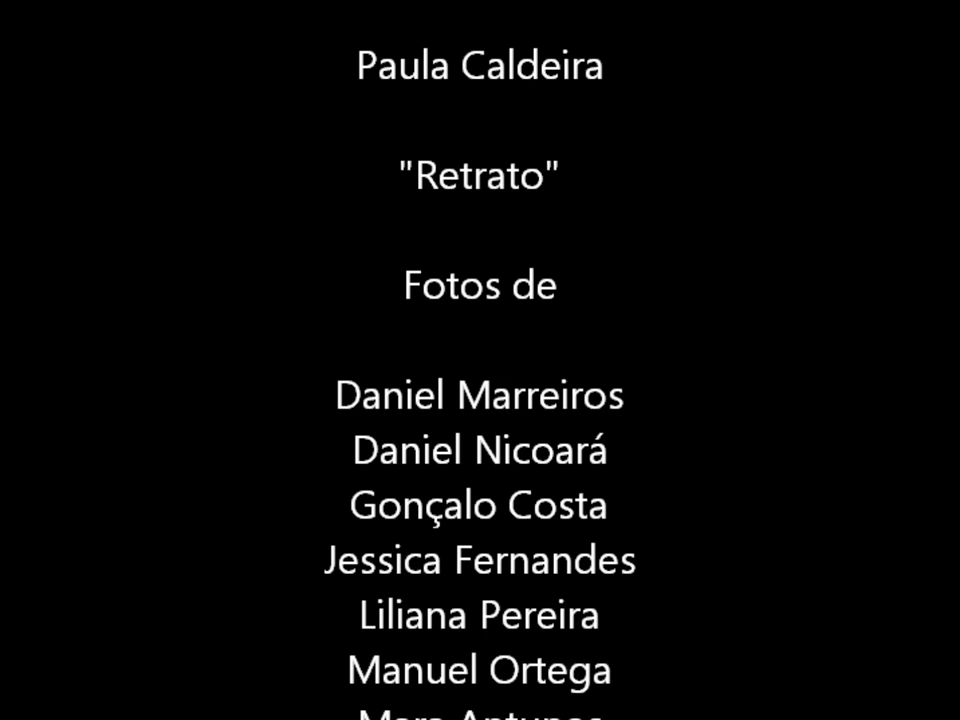 Paula Caldeira
"Retrato"
Fotos de
Daniel Marreiros
Daniel Nicoará
Gonçalo Costa
Jessica Fernandes
Liliana Pereira
Manuel Ortega